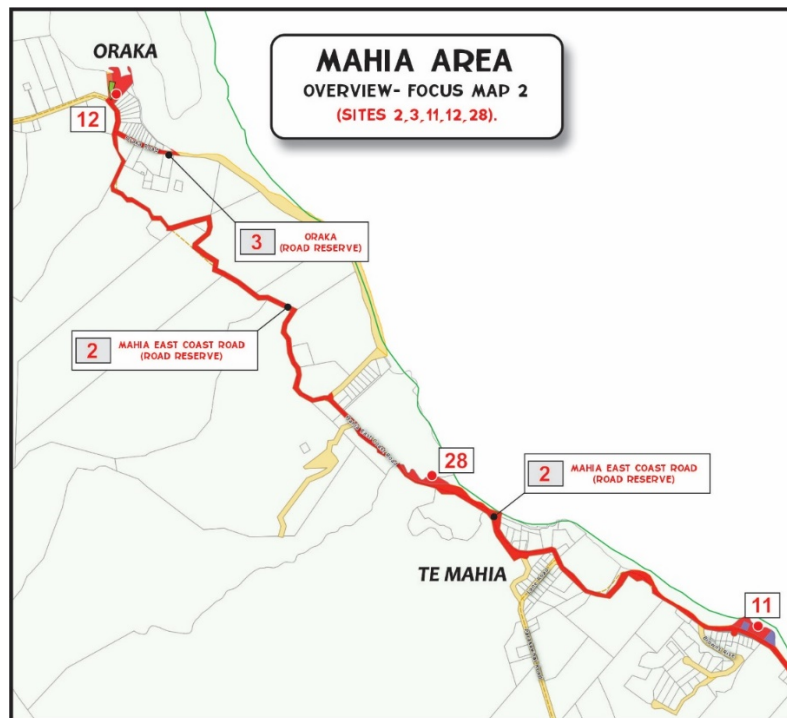 MAHIA AREA
OVERVIEW- FOCUS MAP 2
(SITES 2,3,11,12,28).
ORAKA
12
3 ORAKA
(ROAD RESERVE)
2 MAHIA EAST COAST ROAD
(ROAD RESERVE)
28
2 MAHIA EAST COAST ROAD
(ROAD RESERVE)
TE MAHIA
11